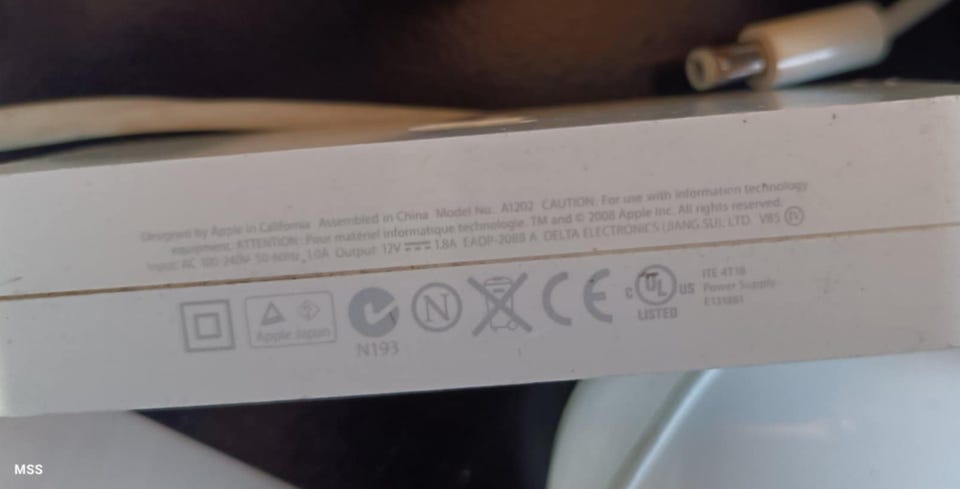 Designed by Apple in California Assembled in China Model No.: A1202 CAUTION: For use with information technology
equipment. ATTENTION: Pour matériel informatique technologie. TM and © 2008 Apple Inc. All rights reserved.
Input: AC 100-240V~50-60Hz, 1.0A Output: 12V 1.8A EADP-20BB A DELTA ELECTRONICS (JIANG SU), LTD. V85 IV
Apple Japan
N193
N
CE
C UL US
LISTED
ITE 4T18
Power Supply
E131881
MSS